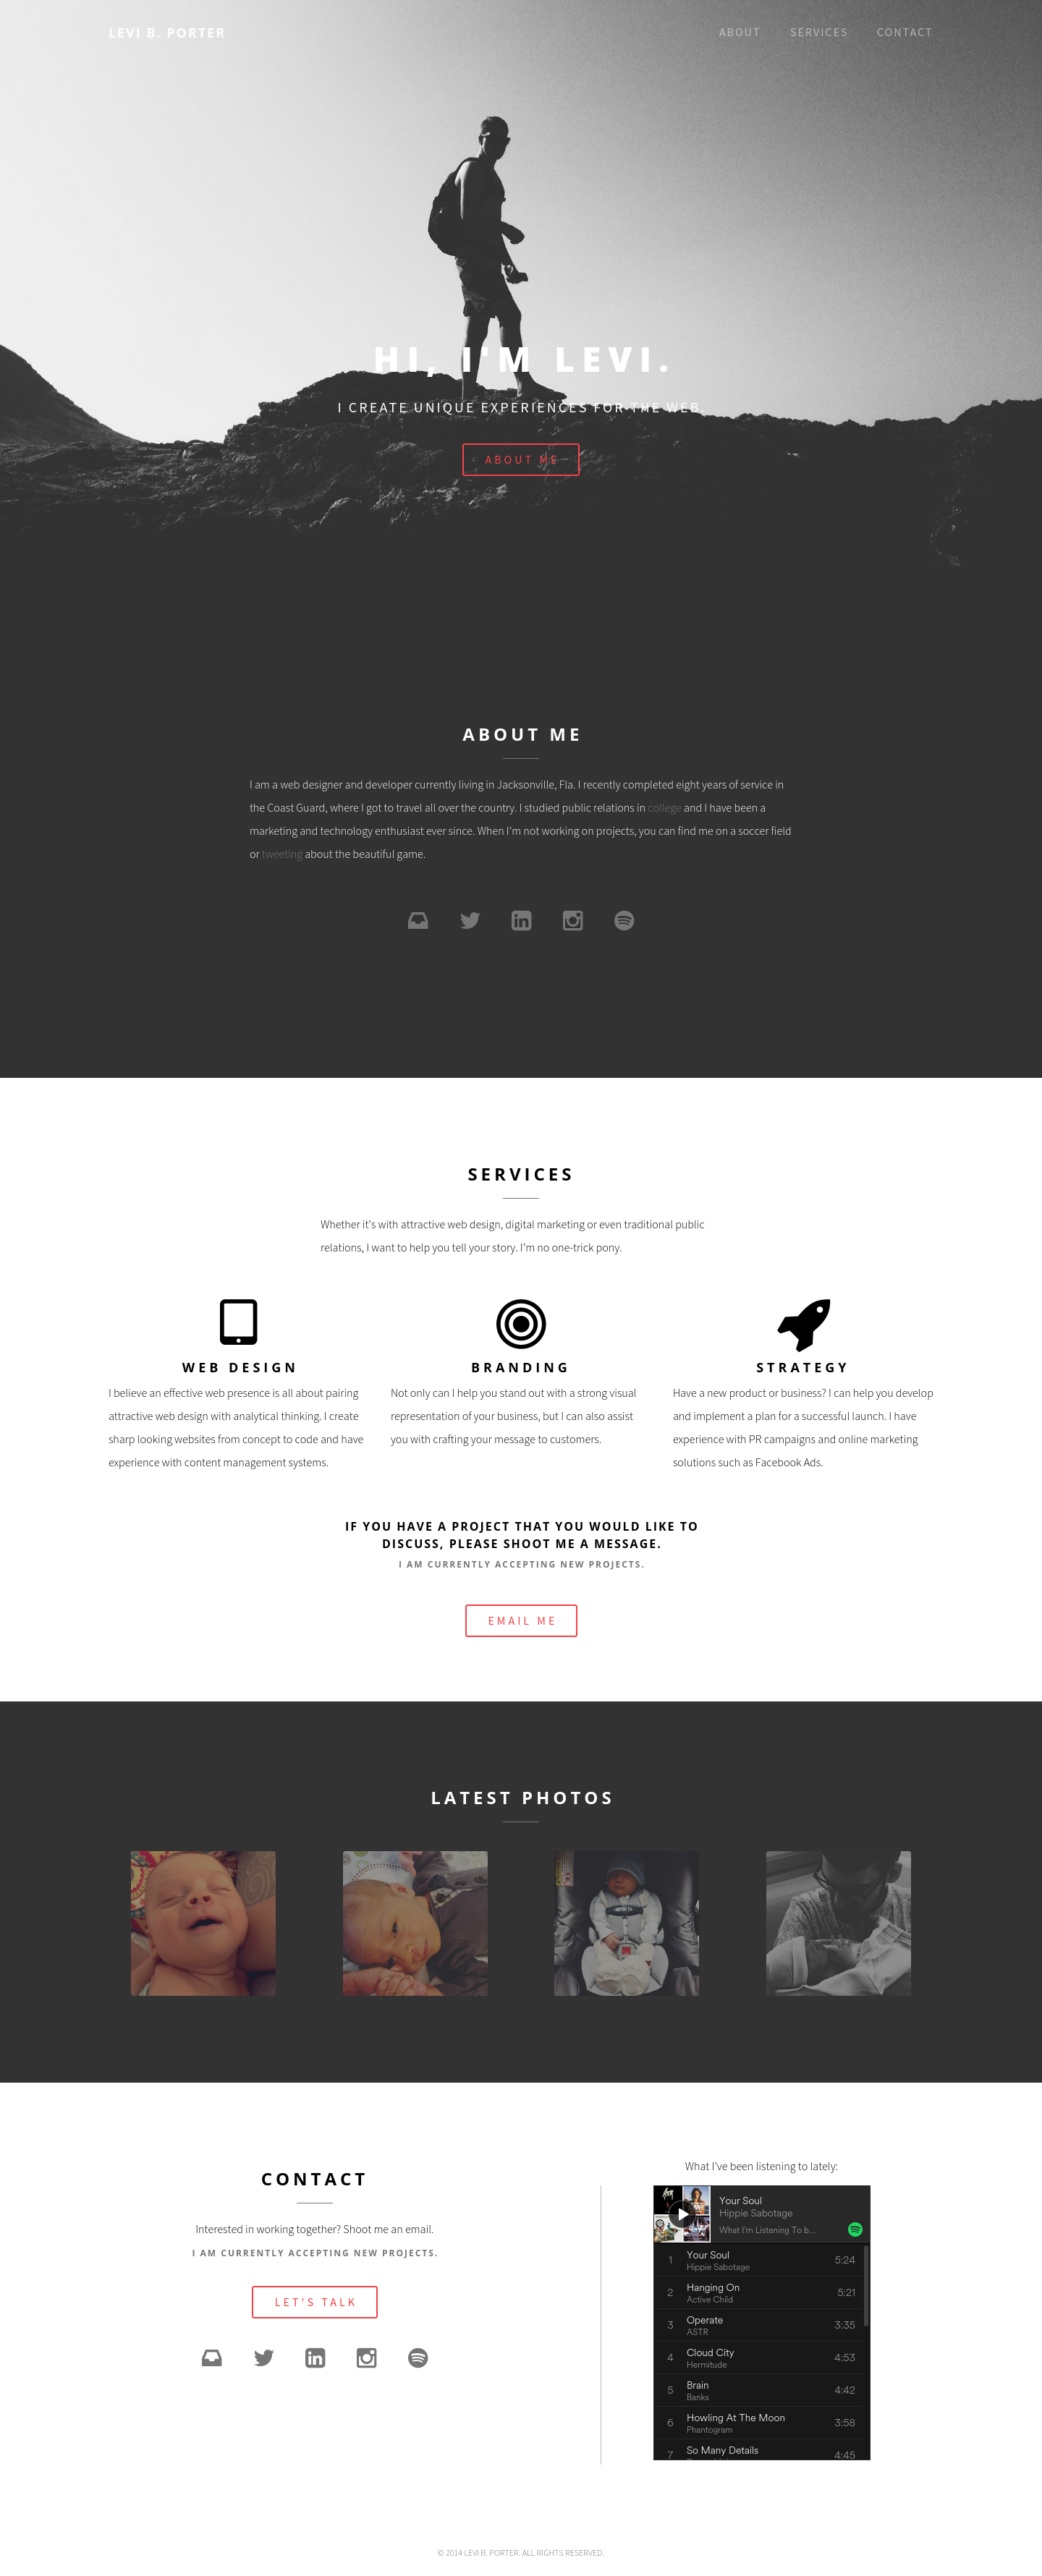 LEVI B. PORTER
ABOUT SERVICES CONTACT
HI, I'M LEVI.
I CREATE UNIQUE EXPERIENCES FOR THE WEB.
ABOUT ME
ABOUT ME
I am a web designer and developer currently living in Jacksonville, Fla. I recently completed eight years of service in
the Coast Guard, where I got to travel all over the country. I studied public relations in college and I have been a
marketing and technology enthusiast ever since. When I'm not working on projects, you can find me on a soccer field
or tweeting about the beautiful game.
SERVICES
Whether it's with attractive web design, digital marketing or even traditional public
relations, I want to help you tell your story. I'm no one-trick pony.
WEB DESIGN
I believe an effective web presence is all about pairing
attractive web design with analytical thinking. I create
sharp looking websites from concept to code and have
experience with content management systems.
BRANDING
Not only can I help you stand out with a strong visual
representation of your business, but I can also assist
you with crafting your message to customers.
STRATEGY
Have a new product or business? I can help you develop
and implement a plan for a successful launch. I have
experience with PR campaigns and online marketing
solutions such as Facebook Ads.
IF YOU HAVE A PROJECT THAT YOU WOULD LIKE TO
DISCUSS, PLEASE SHOOT ME A MESSAGE.
I AM CURRENTLY ACCEPTING NEW PROJECTS.
EMAIL ME
LATEST PHOTOS
CONTACT
Interested in working together? Shoot me an email.
I AM CURRENTLY ACCEPTING NEW PROJECTS.
LET'S TALK
What I've been listening to lately:
Your Soul
Hippie Sabotage
What I'm Listening To b...
1 Your Soul 5:24
Hippie Sabotage
2 Hanging On 5:21
Active Child
3 Operate 3:35
ASTR
4 Cloud City 4:53
Hermitude
5 Brain 4:42
Banks
6 Howling At The Moon 3:58
Phantogram
7 So Many Details 4:45
© 2014 LEVI B. PORTER. ALL RIGHTS RESERVED.